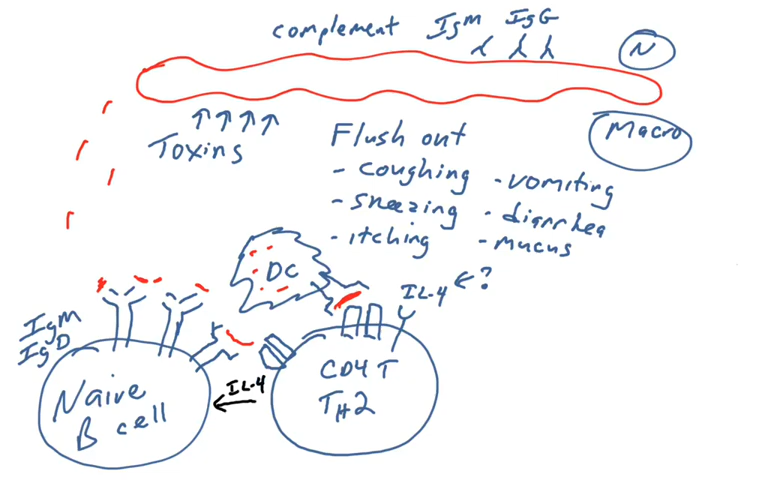 complement IgM IgG
N
Macro
Toxins
Flush out
- coughing
- sneezing
- itching
- vomiting
- diarrhea
- mucus
DC
IL-4 ?
IgM
IgD
Naive
B cell
IL-4
CD4 T
TH2